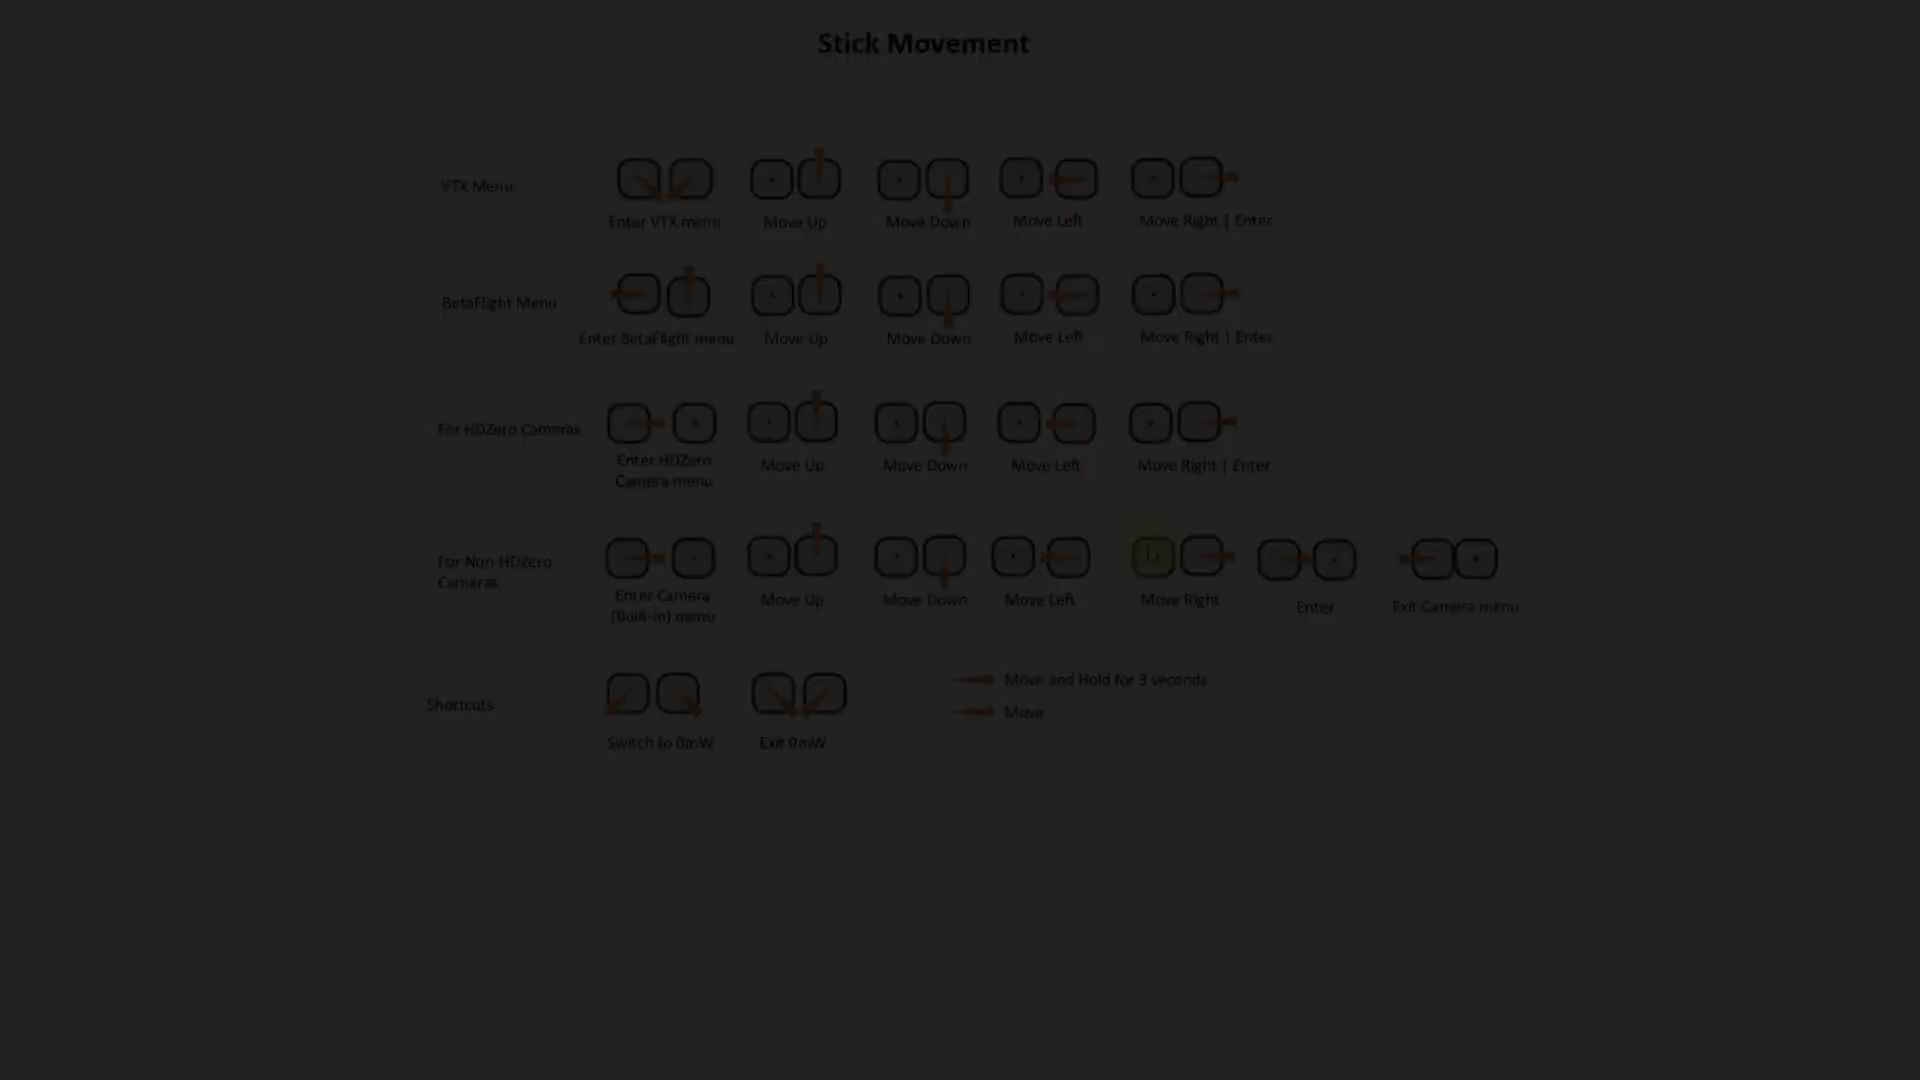 Stick Movement
VTX Menu
Enter VTX menu
Move Up
Move Down
Move Left
Move Right | Enter
BetaFlight Menu
Enter BetaFlight menu
Move Up
Move Down
Move Left
Move Right | Enter
For HDZero Cameras
Enter HDZero
Camera menu
Move Up
Move Down
Move Left
Move Right | Enter
For Non HDZero
Cameras
Enter Camera
(Built-in) menu
Move Up
Move Down
Move Left
Move Right
Enter
Exit Camera menu
Shortcuts
Switch to 0mW
Exit 0mW
Move and Hold for 3 seconds
Move